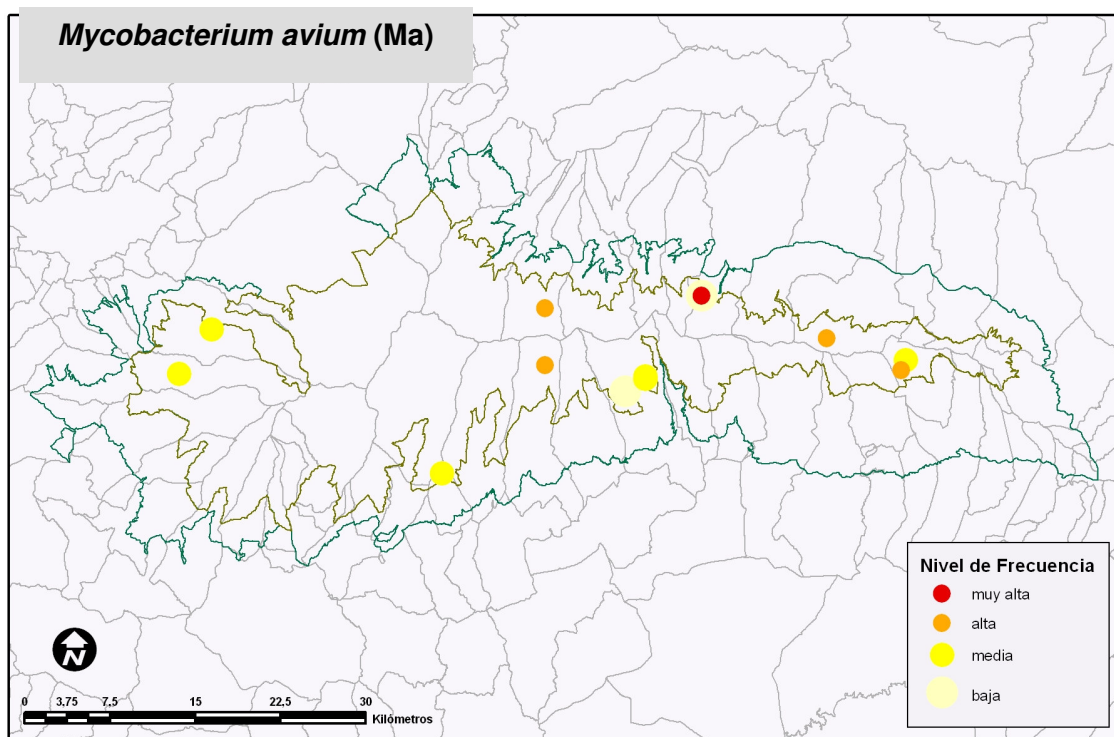 Mycobacterium avium (Ma)
Nivel de Frecuencia
muy alta
alta
media
baja
N
0 3,75 7,5 15 22,5 30
Kilómetros